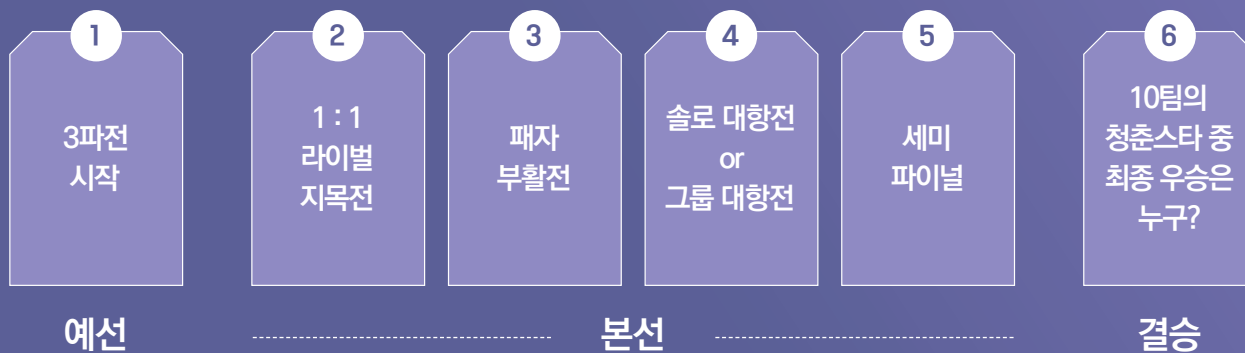 1
3파전
시작
2
1 : 1
라이벌
지목전
3
패자
부활전
4
솔로 대항전
or
그룹 대항전
5
세미
파이널
6
10팀의
청춘스타 중
최종 우승은
누구?
예선
본선
결승